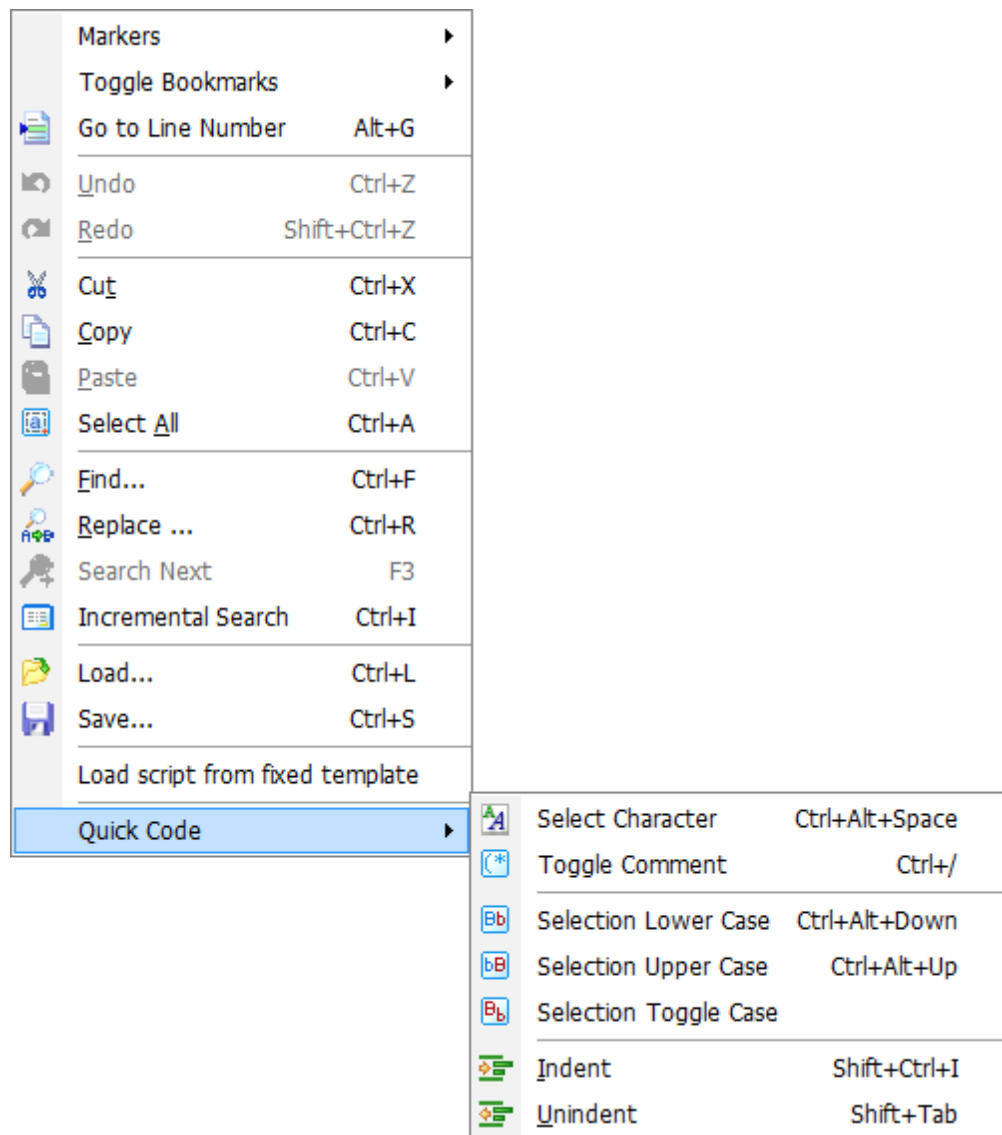 Markers
Toggle Bookmarks
Go to Line Number Alt+G
Undo Ctrl+Z
Redo Shift+Ctrl+Z
Cut Ctrl+X
Copy Ctrl+C
Paste Ctrl+V
Select All Ctrl+A
Find... Ctrl+F
Replace ... Ctrl+R
Search Next F3
Incremental Search Ctrl+I
Load... Ctrl+L
Save... Ctrl+S
Load script from fixed template
Quick Code
Select Character Ctrl+Alt+Space
Toggle Comment Ctrl+/
Selection Lower Case Ctrl+Alt+Down
Selection Upper Case Ctrl+Alt+Up
Selection Toggle Case
Indent Shift+Ctrl+I
Unindent Shift+Tab